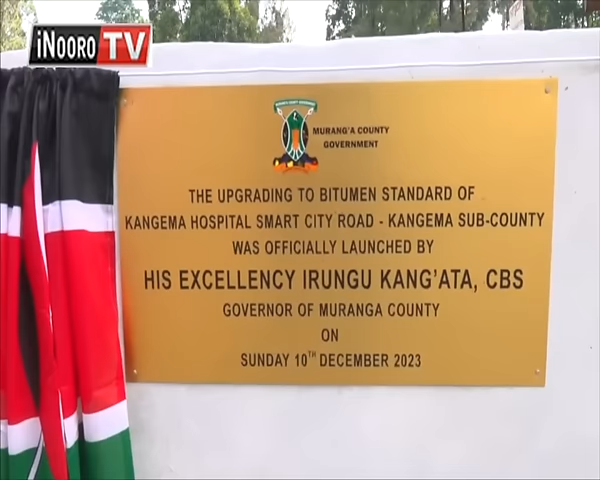 iNOORO TV
MURANG'A COUNTY
GOVERNMENT
THE UPGRADING TO BITUMEN STANDARD OF
KANGEMA HOSPITAL SMART CITY ROAD - KANGEMA SUB-COUNTY
WAS OFFICIALLY LAUNCHED BY
HIS EXCELLENCY IRUNGU KANG'ATA, CBS
GOVERNOR OF MURANGA COUNTY
ON
SUNDAY 10TH DECEMBER 2023